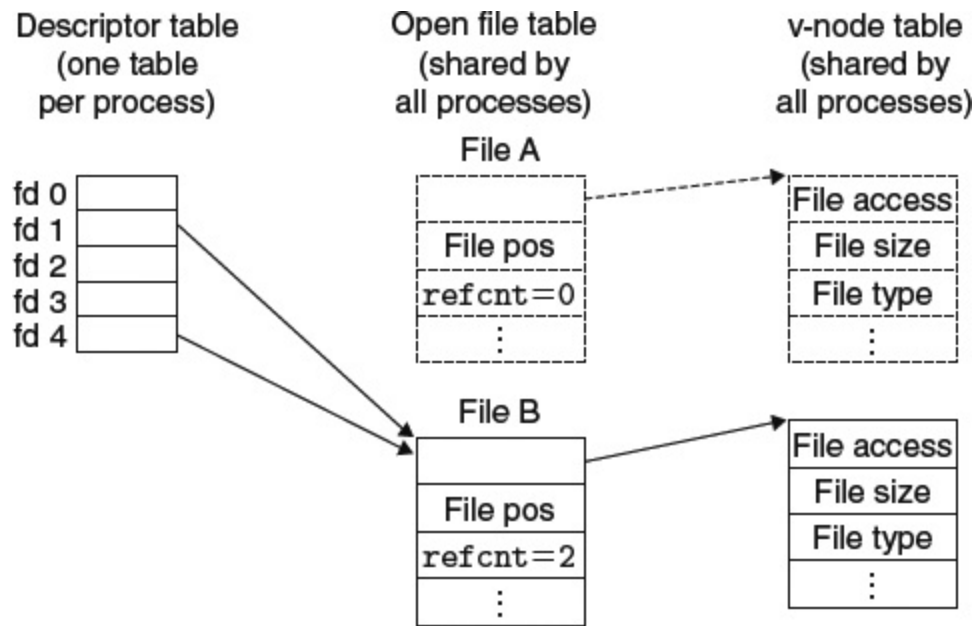 Descriptor table
(one table
per process)
Open file table
(shared by
all processes)
v-node table
(shared by
all processes)
fd 0
fd 1
fd 2
fd 3
fd 4
File A
File pos
refcnt=0
⋮
File access
File size
File type
⋮
File B
File pos
refcnt=2
⋮
File access
File size
File type
⋮